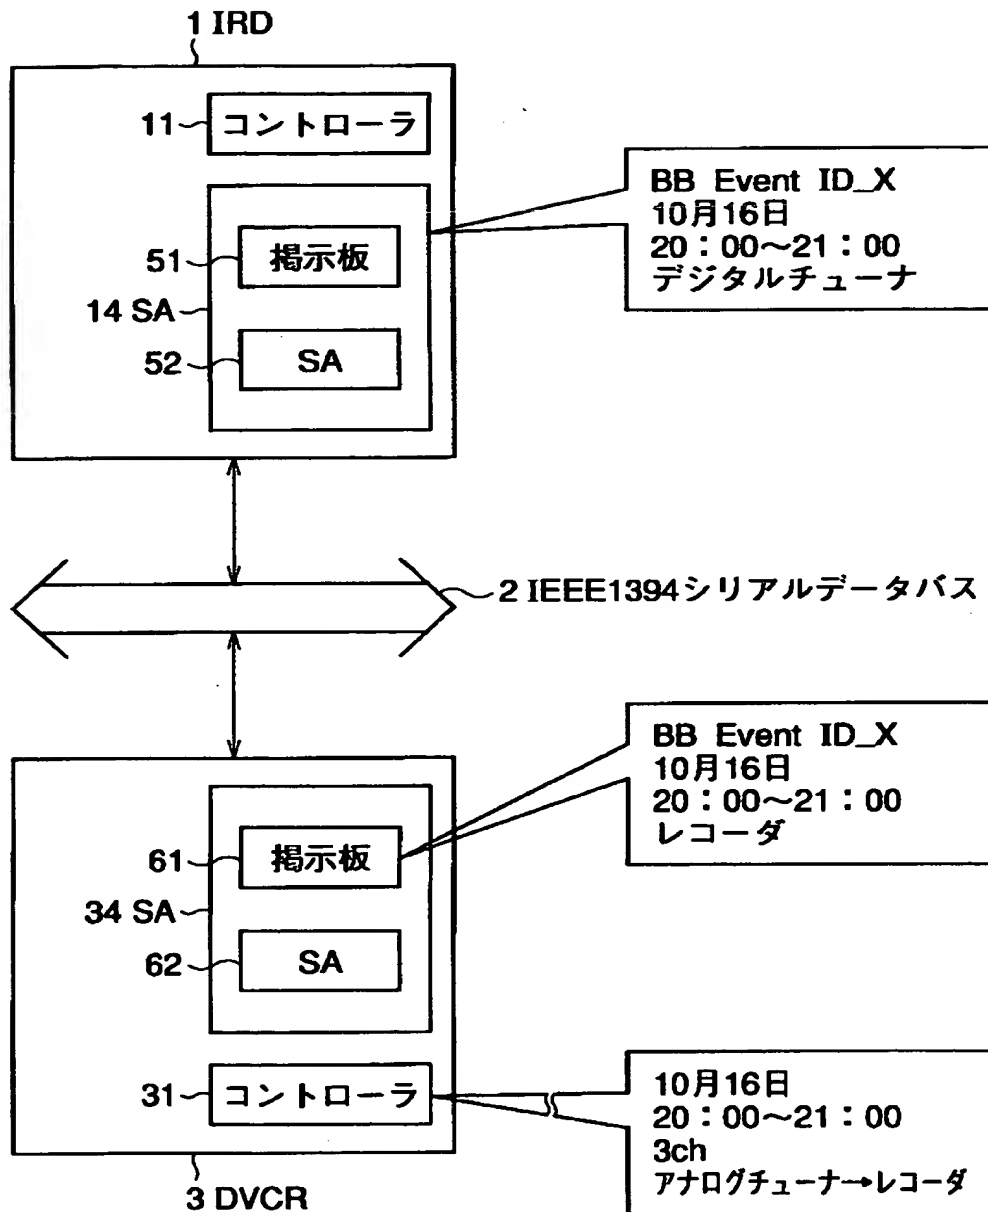 1 IRD
11 コントローラ
51 掲示板
14 SA
52 SA
BB Event ID_X
10月16日
20：00～21：00
デジタルチューナ
2 IEEE1394シリアルデータバス
61 掲示板
34 SA
62 SA
31 コントローラ
3 DVCR
BB Event ID_X
10月16日
20：00～21：00
レコーダ
10月16日
20：00～21：00
3ch
アナログチューナ→レコーダ